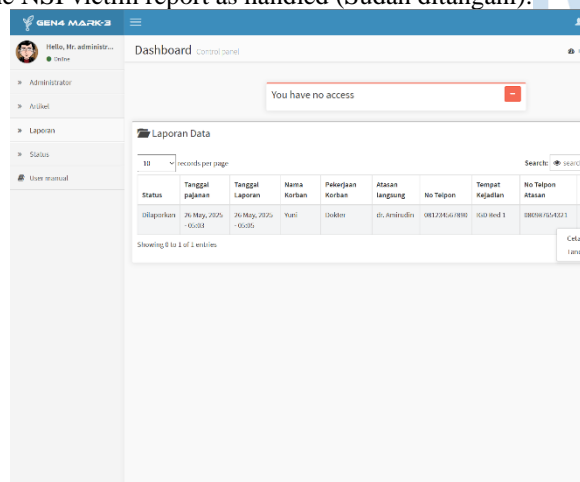 the NSI victim report as handled (Sudah ditangani).
GEN4 MARK-3
Hello, Mr. administr...
Online
Dashboard Control panel
» Administrator
» Artikel
» Laporan
» Status
User manual
You have no access
Laporan Data
10 records per page
Search: search
Status Tanggal pajanan Tanggal Laporan Nama Korban Pekerjaan Korban Atasan langsung No Telpon Tempat Kejadian No Telpon Atasan
Dilaporkan 26 May, 2025 - 05:03 26 May, 2025 - 05:05 Yuni Dokter dr. Amirudin 081234567890 IGD Bed 1 080987654321
Showing 0 to 1 of 1 entries